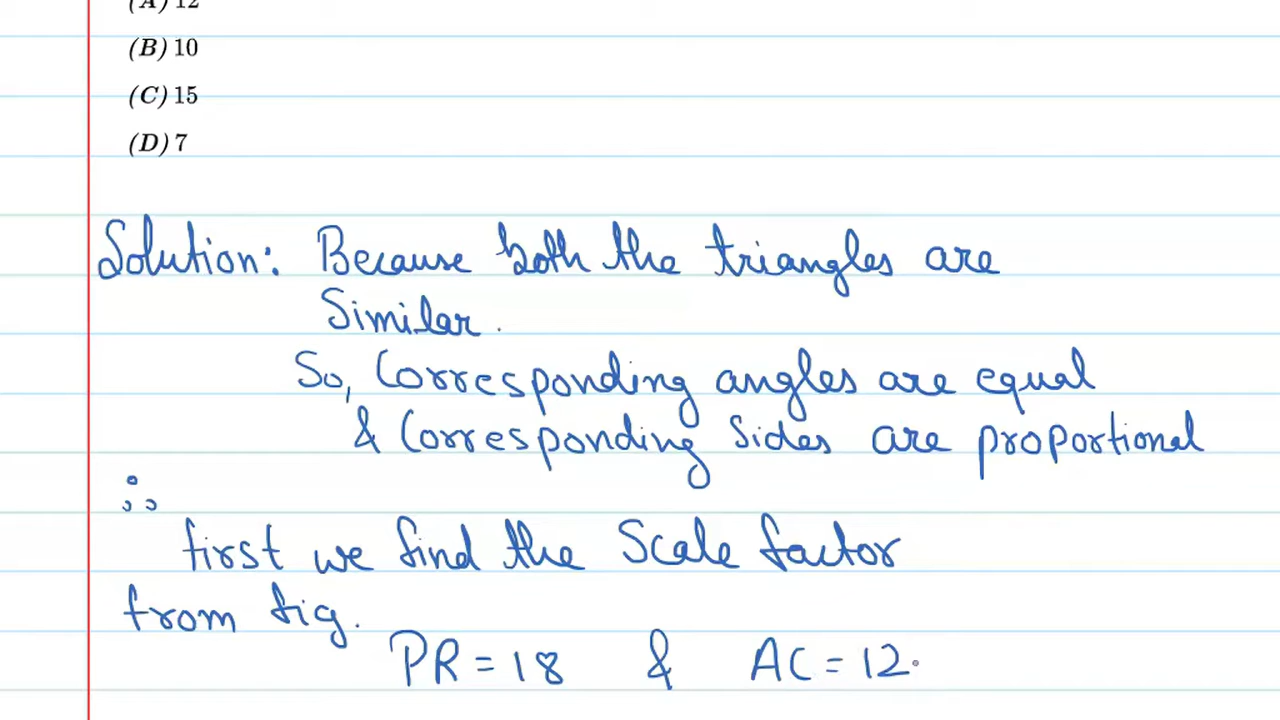 (A) 12
(B) 10
(C) 15
(D) 7
Solution: Because both the triangles are
Similar.
So, Corresponding angles are equal
& Corresponding Sides are proportional
∴
first we find the Scale factor
from fig.
PR = 18 & AC = 12.